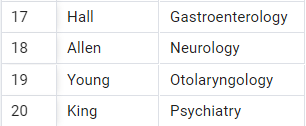 17 Hall Gastroenterology
18 Allen Neurology
19 Young Otolaryngology
20 King Psychiatry